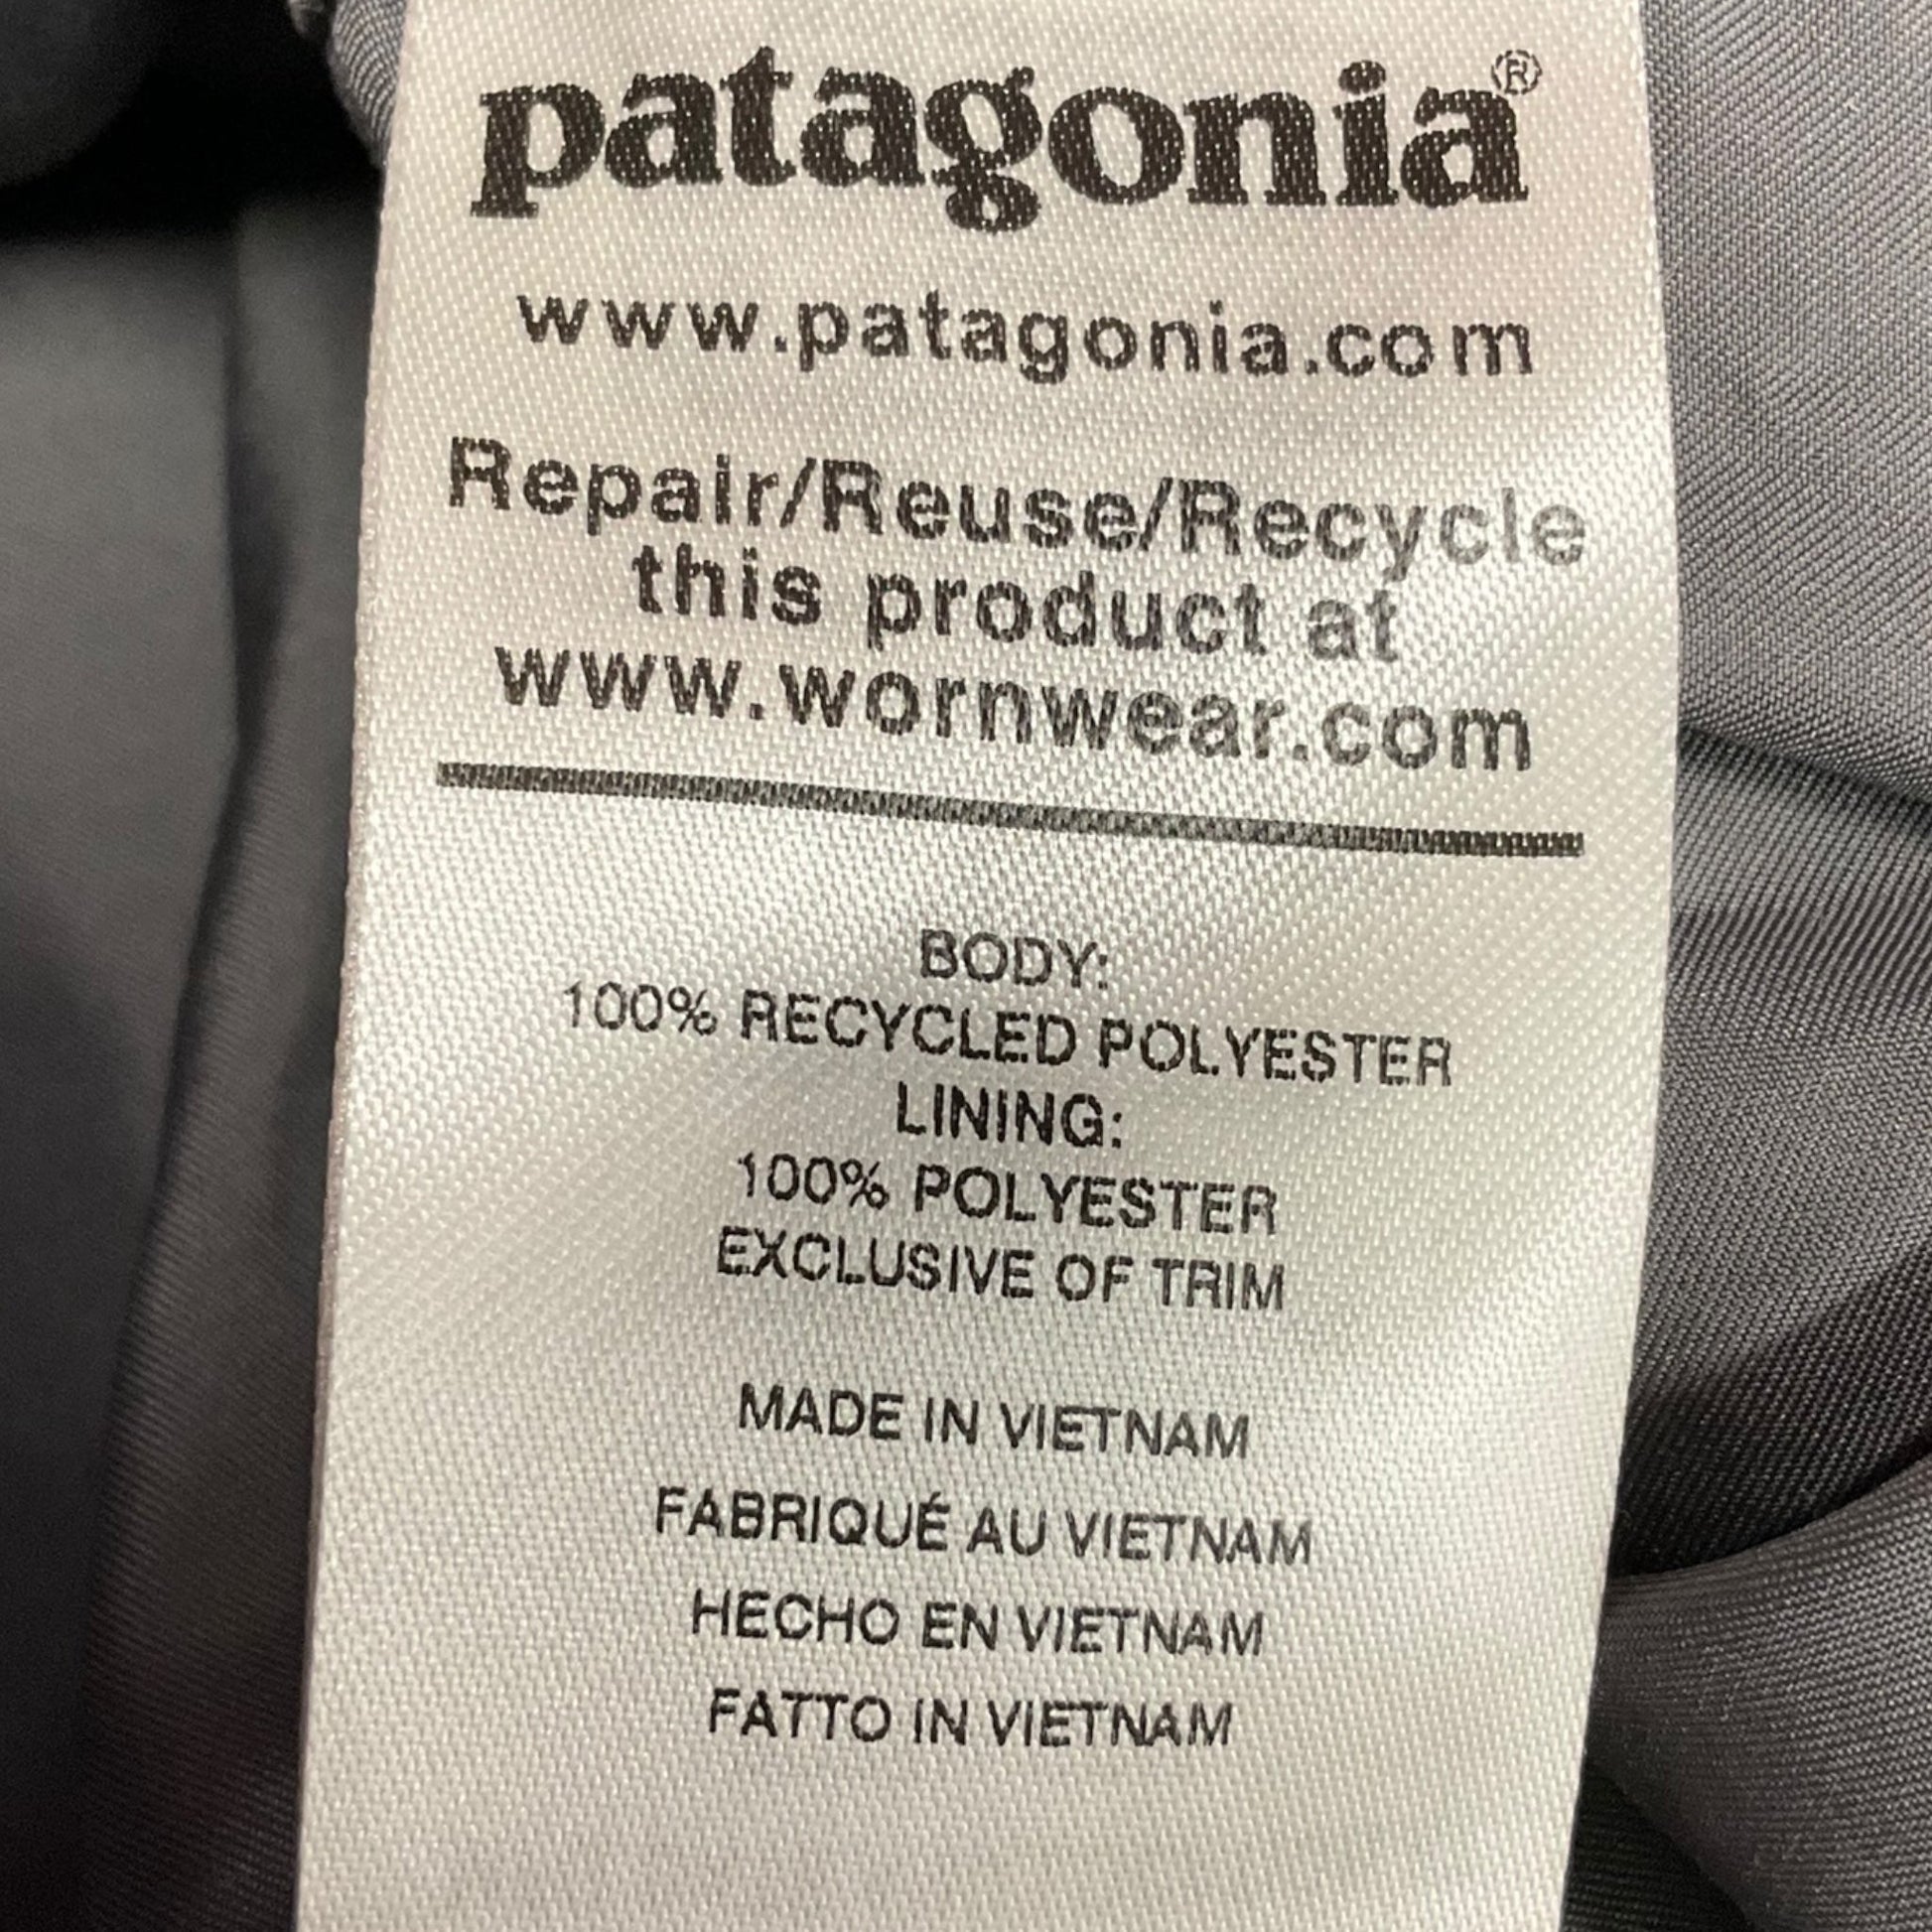 patagonia®
www.patagonia.com
Repair/Reuse/Recycle
this product at
www.wornwear.com
BODY:
100% RECYCLED POLYESTER
LINING:
100% POLYESTER
EXCLUSIVE OF TRIM
MADE IN VIETNAM
FABRIQUÉ AU VIETNAM
HECHO EN VIETNAM
FATTO IN VIETNAM